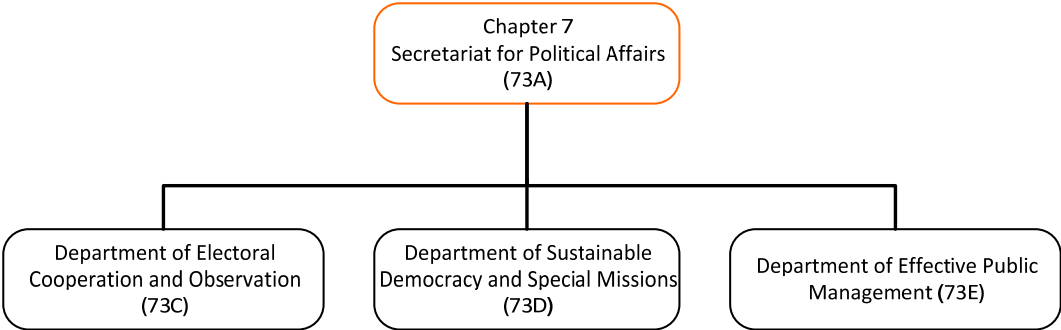 Chapter 7
Secretariat for Political Affairs
(73A)
Department of Electoral
Cooperation and Observation
(73C)
Department of Sustainable
Democracy and Special Missions
(73D)
Department of Effective Public
Management (73E)